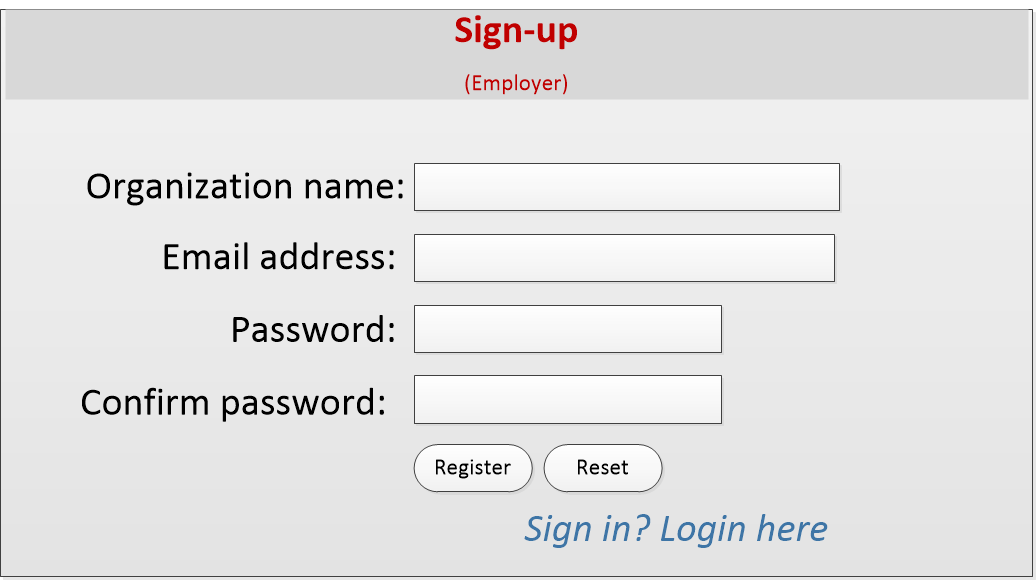 Sign-up
(Employer)
Organization name:
Email address:
Password:
Confirm password:
Register Reset
Sign in? Login here